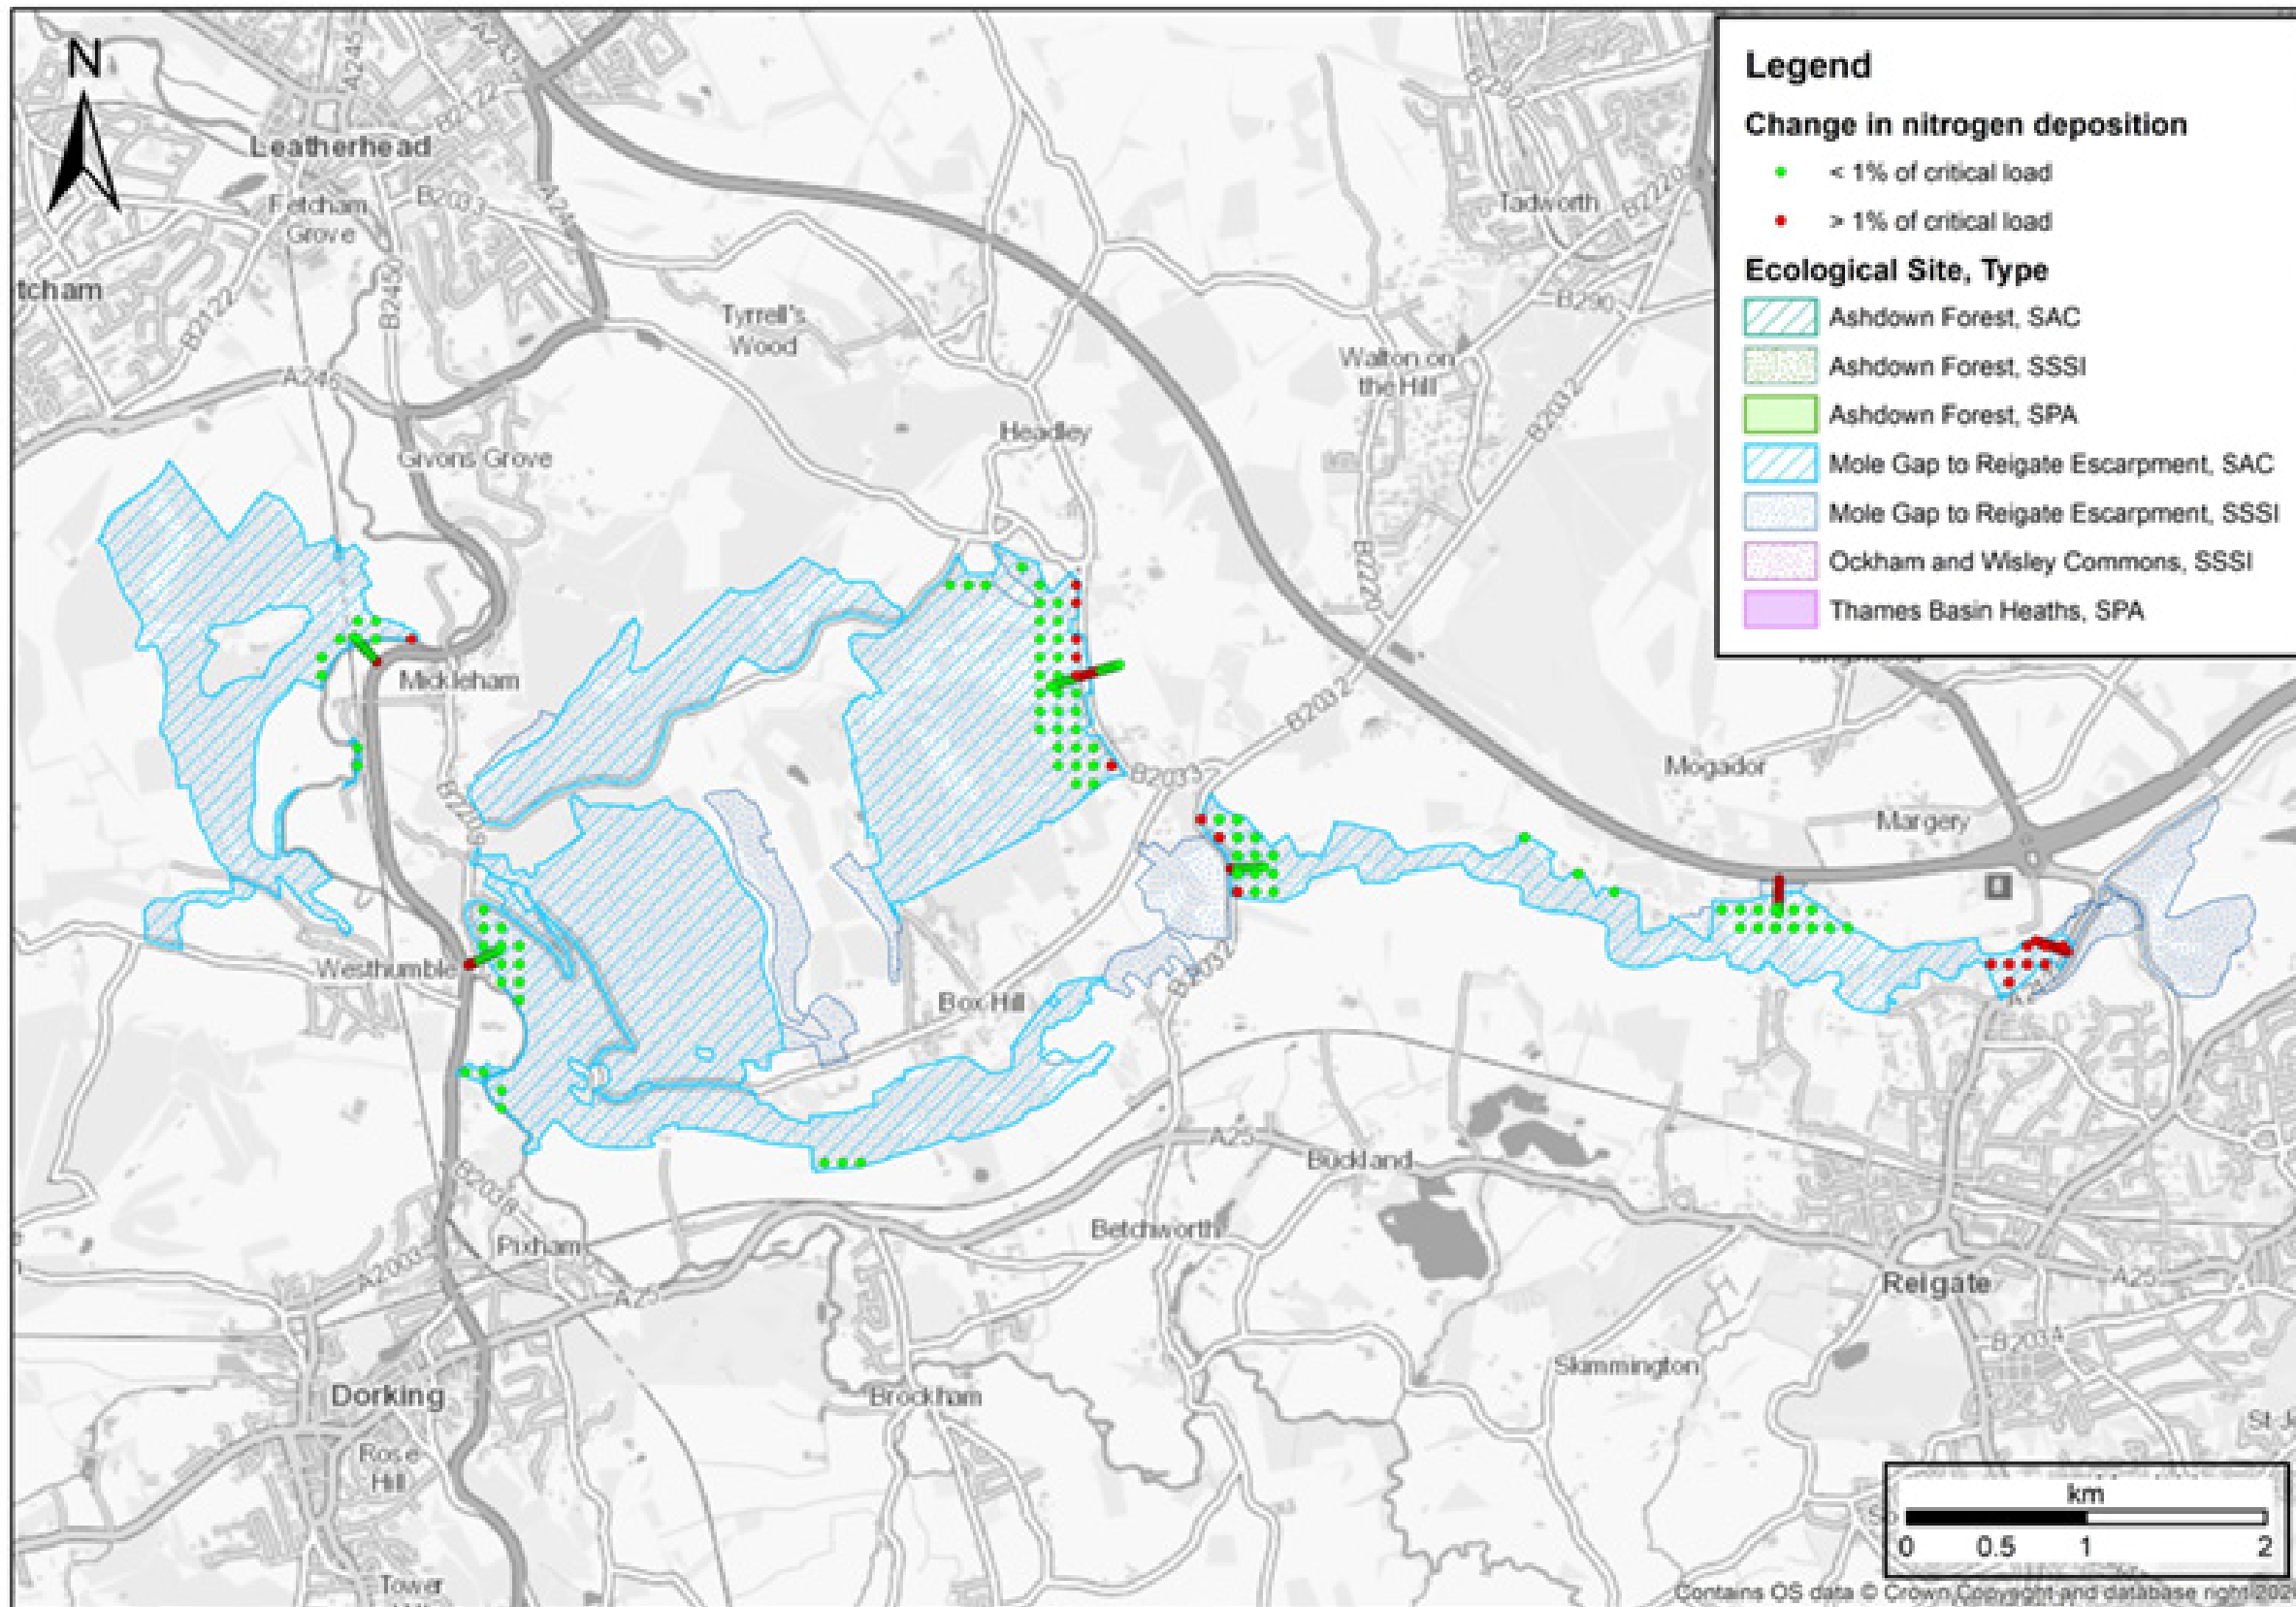 N
A243
A245
B2122
Leatherhead
Fetcham
Grove
B2033
tcham
B2122
B2450
A246
Tyrrell's
Wood
Givons Grove
Headley
Tadworth
B2220
B290
Walton on
the Hill
B2032
B2220
Mickleham
B2209
B2033
B2032
Mogador
Margery
Westhumble
Box Hill
B2032
A25
Buckland
Betchworth
B2038
Pixham
A2003
A25
Reigate
A25
B2034
Dorking
Rose
Hill
Brockham
Skimmington
Tower
Legend
Change in nitrogen deposition
< 1% of critical load
> 1% of critical load
Ecological Site, Type
Ashdown Forest, SAC
Ashdown Forest, SSSI
Ashdown Forest, SPA
Mole Gap to Reigate Escarpment, SAC
Mole Gap to Reigate Escarpment, SSSI
Ockham and Wisley Commons, SSSI
Thames Basin Heaths, SPA
km
0 0.5 1 2
Contains OS data © Crown Copyright and database right